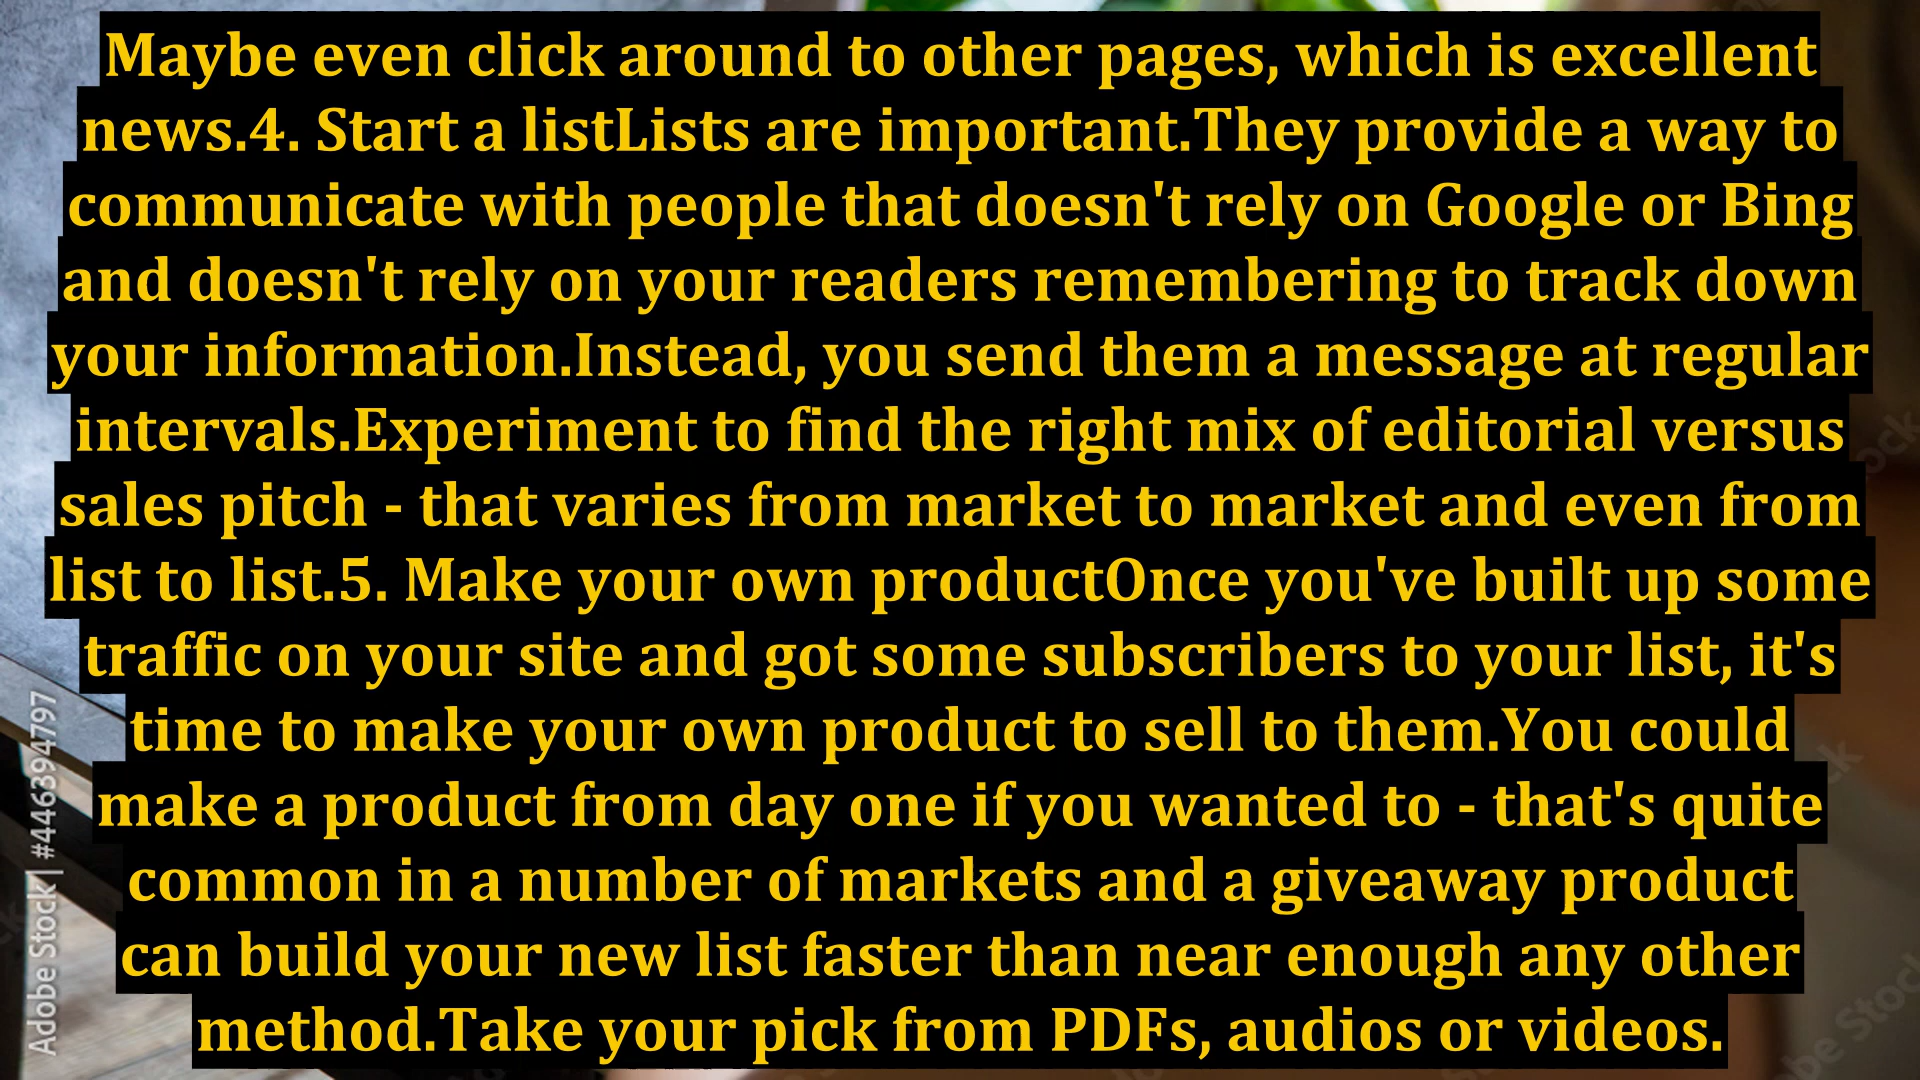 Maybe even click around to other pages, which is excellent
news.4. Start a listLists are important.They provide a way to
communicate with people that doesn't rely on Google or Bing
and doesn't rely on your readers remembering to track down
your information.Instead, you send them a message at regular
intervals.Experiment to find the right mix of editorial versus
sales pitch - that varies from market to market and even from
list to list.5. Make your own productOnce you've built up some
traffic on your site and got some subscribers to your list, it's
time to make your own product to sell to them.You could
make a product from day one if you wanted to - that's quite
common in a number of markets and a giveaway product
can build your new list faster than near enough any other
method.Take your pick from PDFs, audios or videos.
Adobe Stock | #446394797